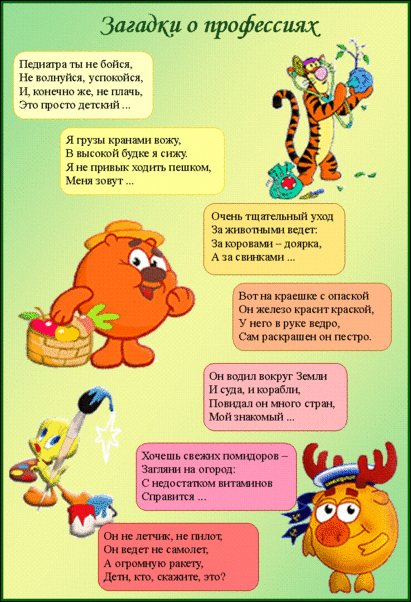 Загадки о профессиях
Педиатра ты не бойся,
Не волнуйся, успокойся,
И, конечно же, не плачь,
Это просто детский ...
Я грузы кранами вожу,
В высокой будке я сижу.
Я не привык ходить пешком,
Меня зовут ...
Очень тщательный уход
За животными ведет:
За коровами – доярка,
А за свинками ...
Вот на краешке с опаской
Он железо красит краской,
У него в руке ведро,
Сам раскрашен он пестро.
Он водил вокруг Земли
И суда, и корабли,
Повидал он много стран,
Мой знакомый ...
Хочешь свежих помидоров –
Загляни на огород:
С недостатком витаминов
Справится ...
Он не летчик, не пилот,
Он ведет не самолет,
А огромную ракету,
Дети, кто, скажите, это?